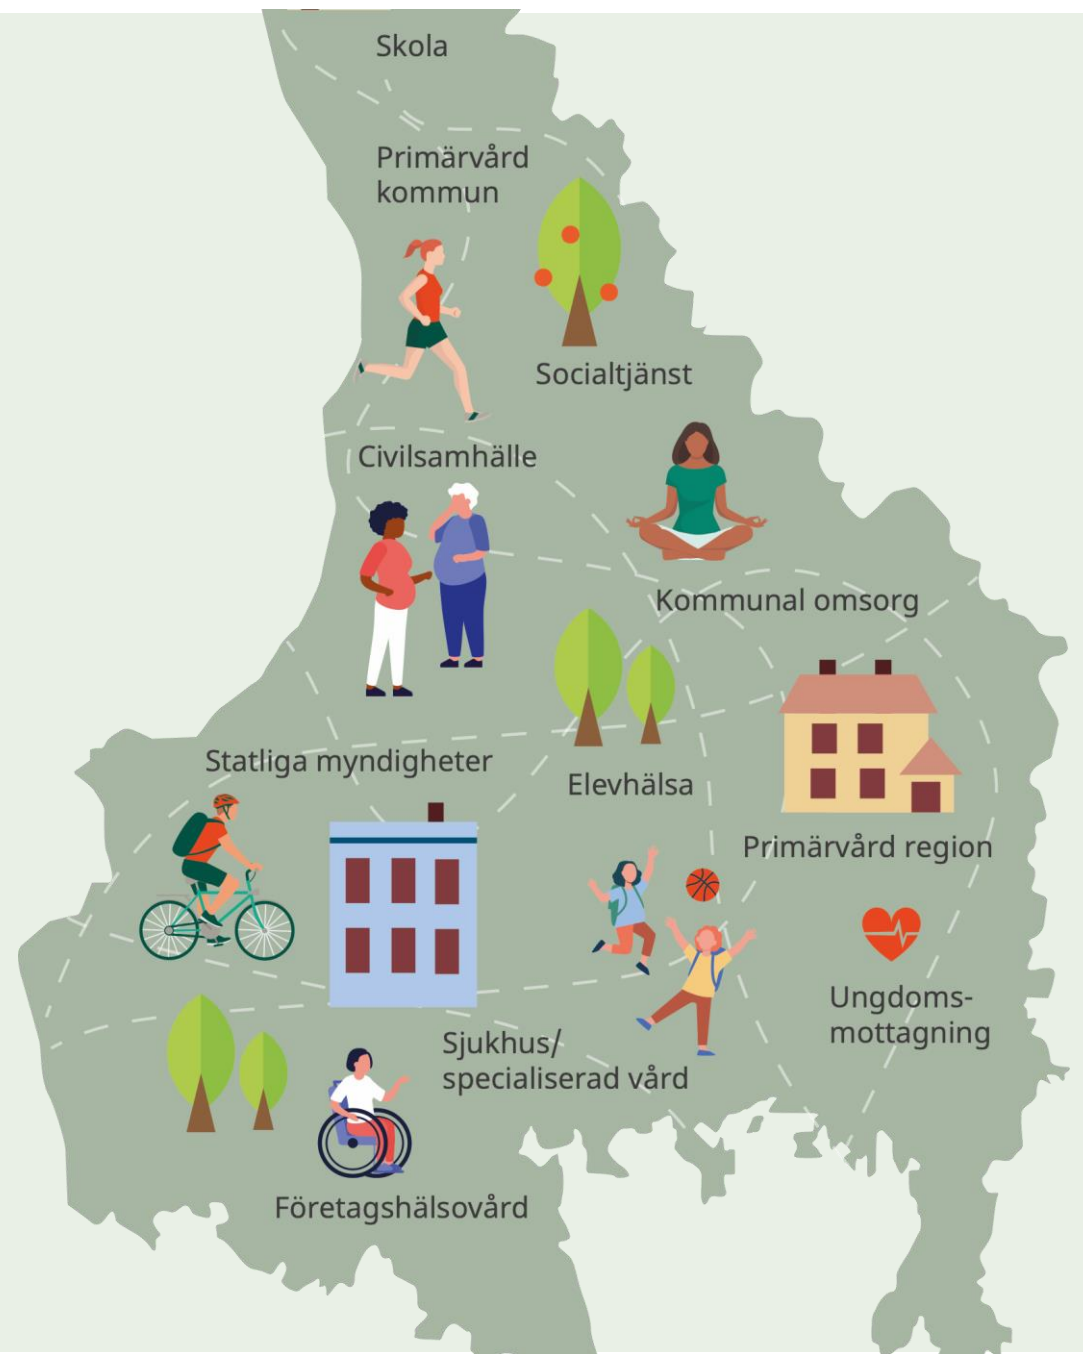 Skola
Primärvård
kommun
Socialtjänst
Civilsamhälle
Kommunal omsorg
Statliga myndigheter
Elevhälsa
Primärvård region
Ungdoms-
mottagning
Sjukhus/
specialiserad vård
Företagshälsovård